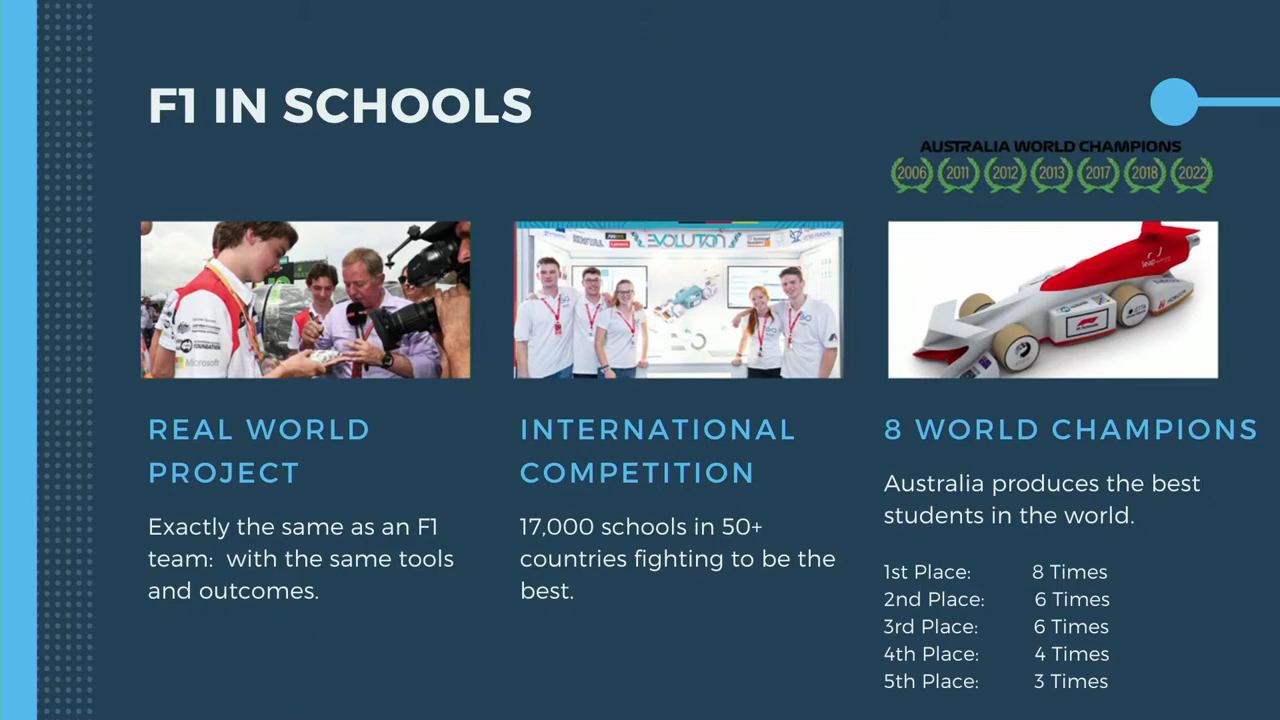 F1 IN SCHOOLS
AUSTRALIA WORLD CHAMPIONS
2006 2011 2012 2013 2017 2018 2022
Microsoft
EVOLUTION
REAL WORLD
PROJECT
Exactly the same as an F1
team: with the same tools
and outcomes.
INTERNATIONAL
COMPETITION
17,000 schools in 50+
countries fighting to be the
best.
8 WORLD CHAMPIONS
Australia produces the best
students in the world.
1st Place: 8 Times
2nd Place: 6 Times
3rd Place: 6 Times
4th Place: 4 Times
5th Place: 3 Times